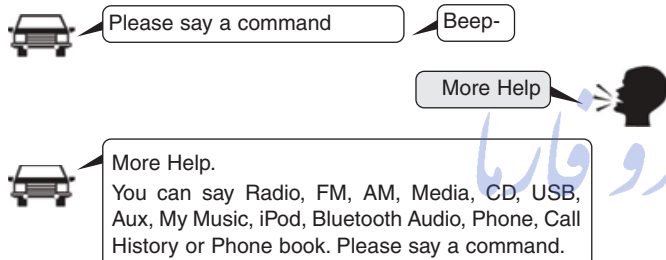 Please say a command
Beep-
More Help
More Help.
You can say Radio, FM, AM, Media, CD, USB,
Aux, My Music, iPod, Bluetooth Audio, Phone, Call
History or Phone book. Please say a command.